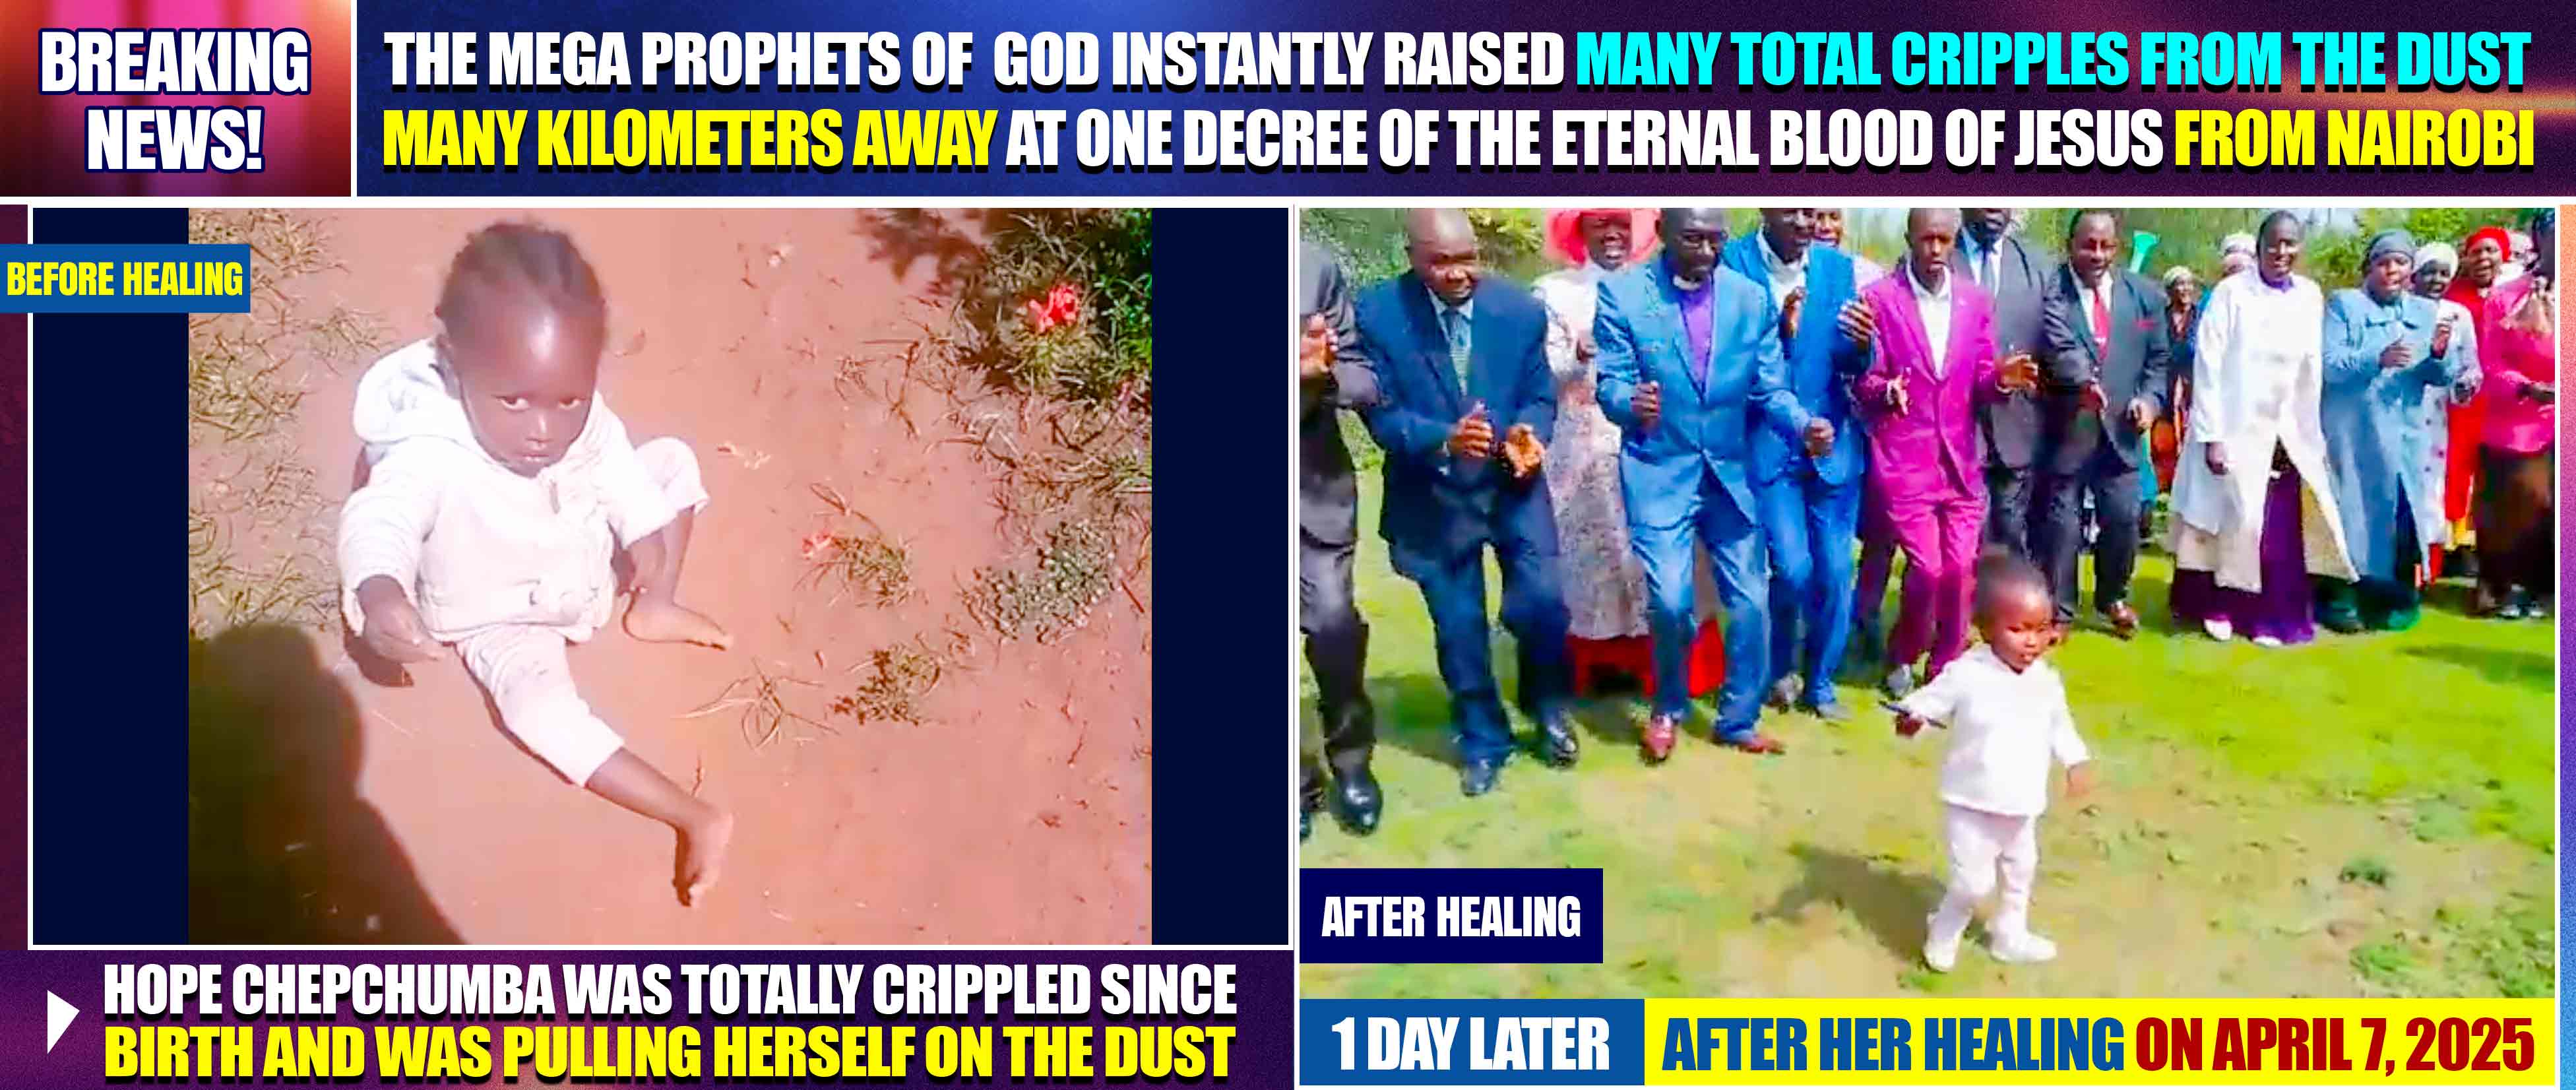 BREAKING
NEWS!
THE MEGA PROPHETS OF GOD INSTANTLY RAISED MANY TOTAL CRIPPLES FROM THE DUST
MANY KILOMETERS AWAY AT ONE DECREE OF THE ETERNAL BLOOD OF JESUS FROM NAIROBI
BEFORE HEALING
HOPE CHEPCHUMBA WAS TOTALLY CRIPPLED SINCE
BIRTH AND WAS PULLING HERSELF ON THE DUST
AFTER HEALING
1 DAY LATER
AFTER HER HEALING ON APRIL 7, 2025